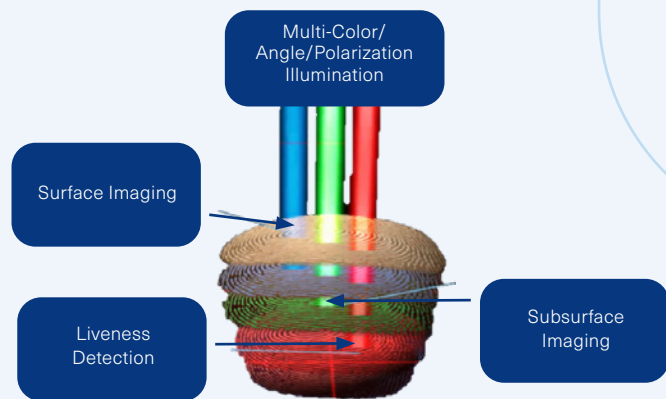 Multi-Color/
Angle/Polarization
Illumination
Surface Imaging
Liveness
Detection
Subsurface
Imaging